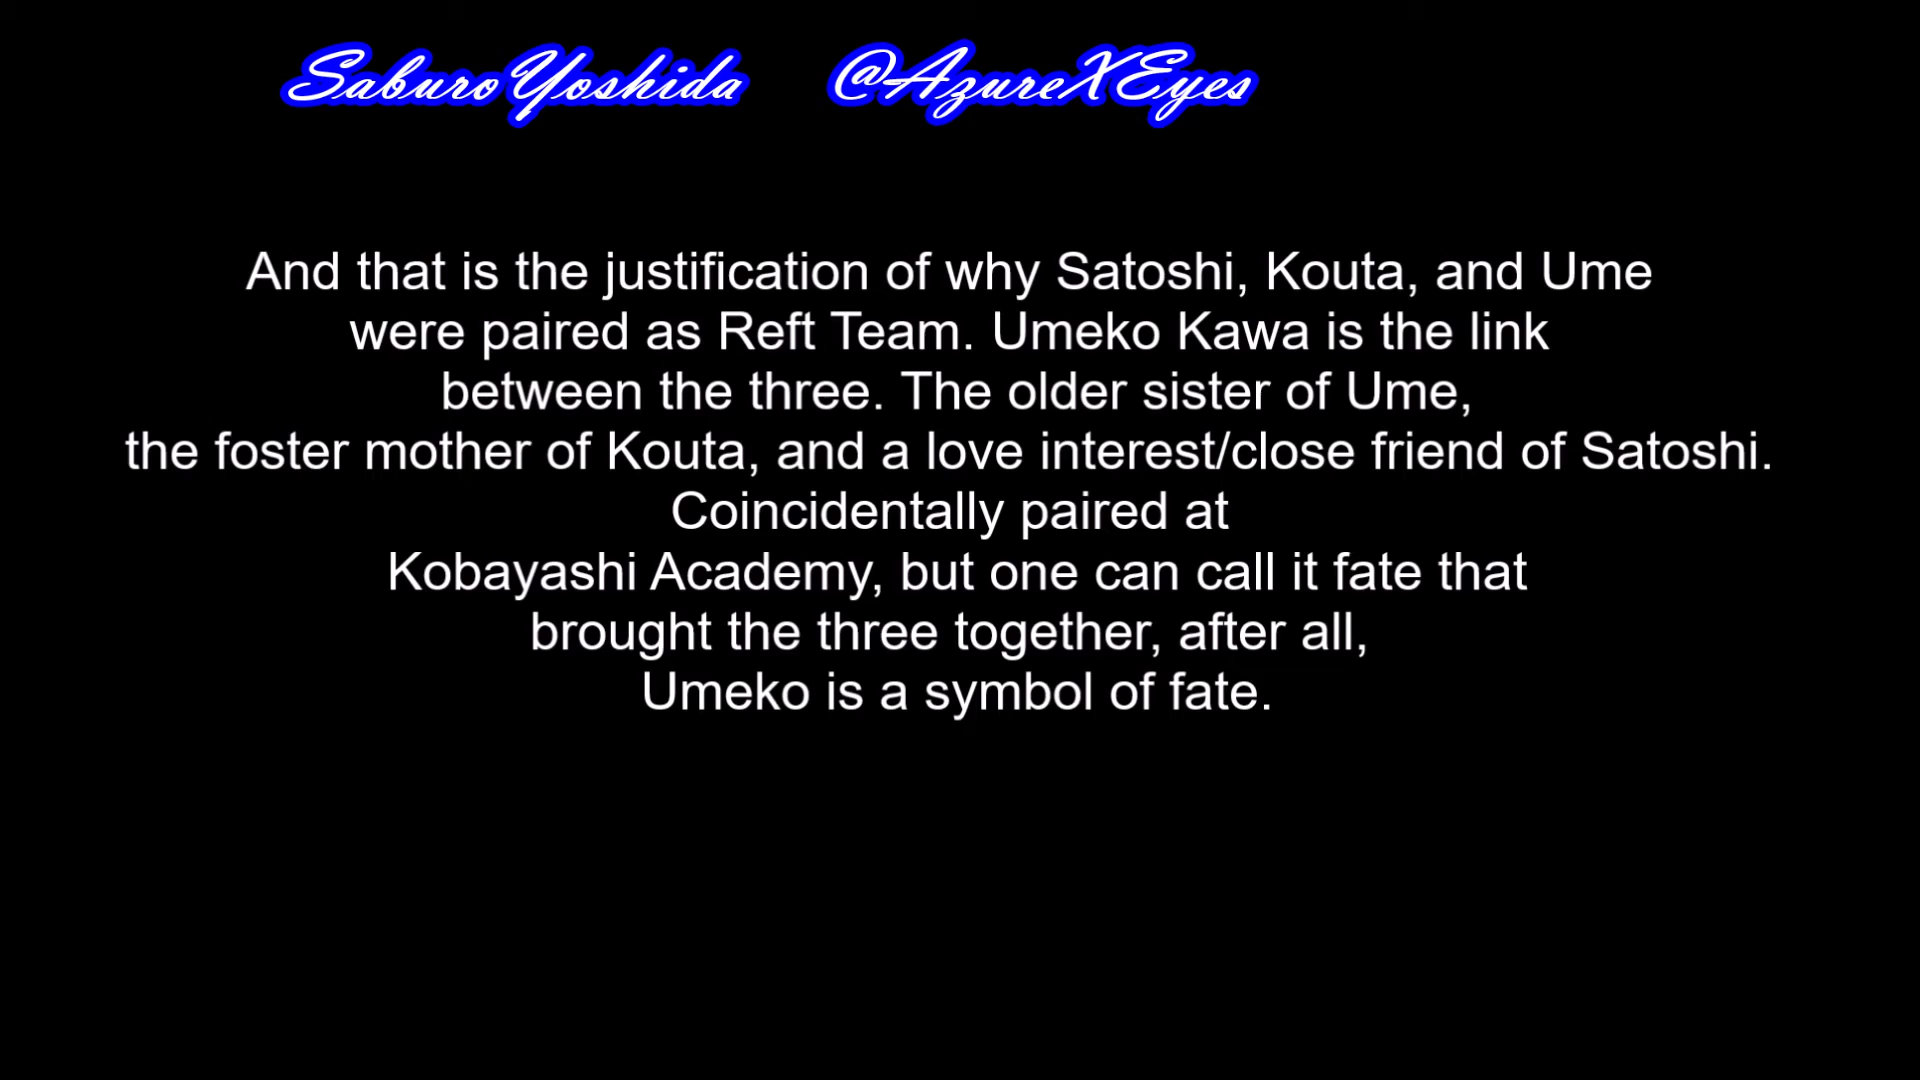 SaburoYoshida @AzureXEyes
And that is the justification of why Satoshi, Kouta, and Ume
were paired as Reft Team. Umeko Kawa is the link
between the three. The older sister of Ume,
the foster mother of Kouta, and a love interest/close friend of Satoshi.
Coincidentally paired at
Kobayashi Academy, but one can call it fate that
brought the three together, after all,
Umeko is a symbol of fate.